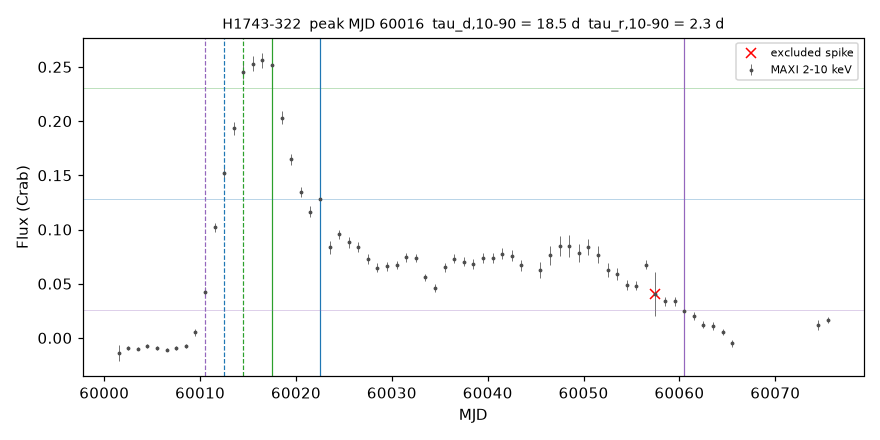 H1743-322  peak MJD 60016  tau_d,10-90 = 18.5 d  tau_r,10-90 = 2.3 d
excluded spike
MAXI 2-10 keV
Flux (Crab)
0.25
0.20
0.15
0.10
0.05
0.00
60000 60010 60020 60030 60040 60050 60060 60070
MJD